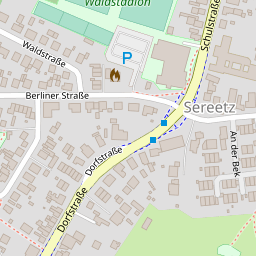 Waldstadion
Schulstraße
P
Waldstraße
Berliner Straße
Sereetz
An der Bek
Dorfstraße
Dorfstraße